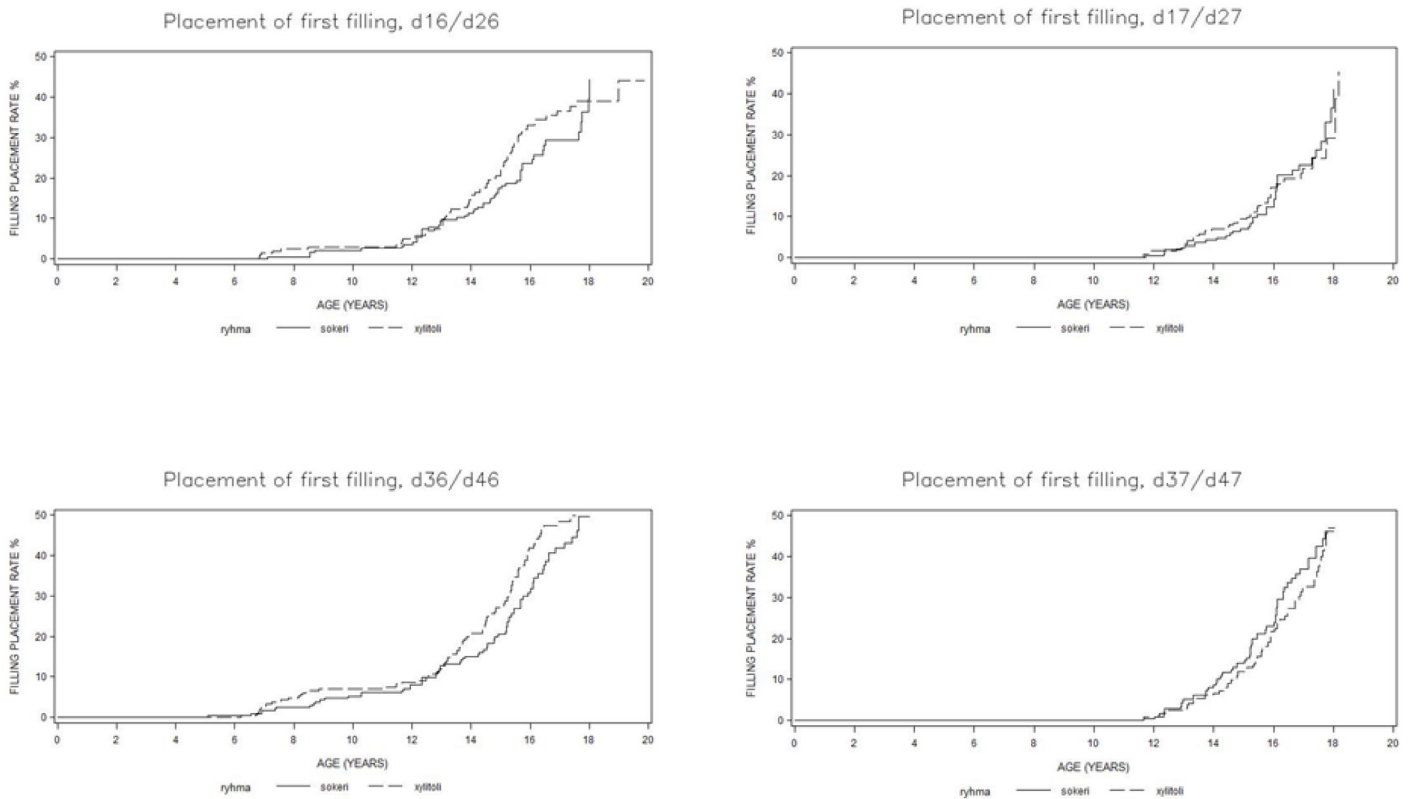 Placement of first filling, d16/d26
FILLING PLACEMENT RATE %
50
40
30
20
10
0
0 2 4 6 8 10 12 14 16 18 20
AGE (YEARS)
ryhma sokeri xylitoli
Placement of first filling, d17/d27
FILLING PLACEMENT RATE %
50
40
30
20
10
0
0 2 4 6 8 10 12 14 16 18 20
AGE (YEARS)
ryhma sokeri xylitoli
Placement of first filling, d36/d46
FILLING PLACEMENT RATE %
50
40
30
20
10
0
0 2 4 6 8 10 12 14 16 18 20
AGE (YEARS)
ryhma sokeri xylitoli
Placement of first filling, d37/d47
FILLING PLACEMENT RATE %
50
40
30
20
10
0
0 2 4 6 8 10 12 14 16 18 20
AGE (YEARS)
ryhma sokeri xylitoli